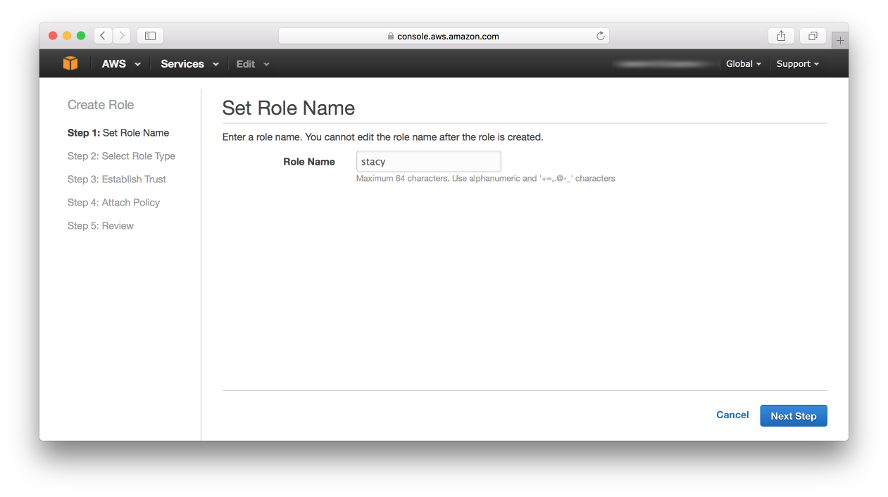 console.aws.amazon.com
AWS Services Edit Global Support
Create Role
Step 1: Set Role Name
Step 2: Select Role Type
Step 3: Establish Trust
Step 4: Attach Policy
Step 5: Review
Set Role Name
Enter a role name. You cannot edit the role name after the role is created.
Role Name stacy
Maximum 64 characters. Use alphanumeric and '+=,.@-_' characters
Cancel Next Step